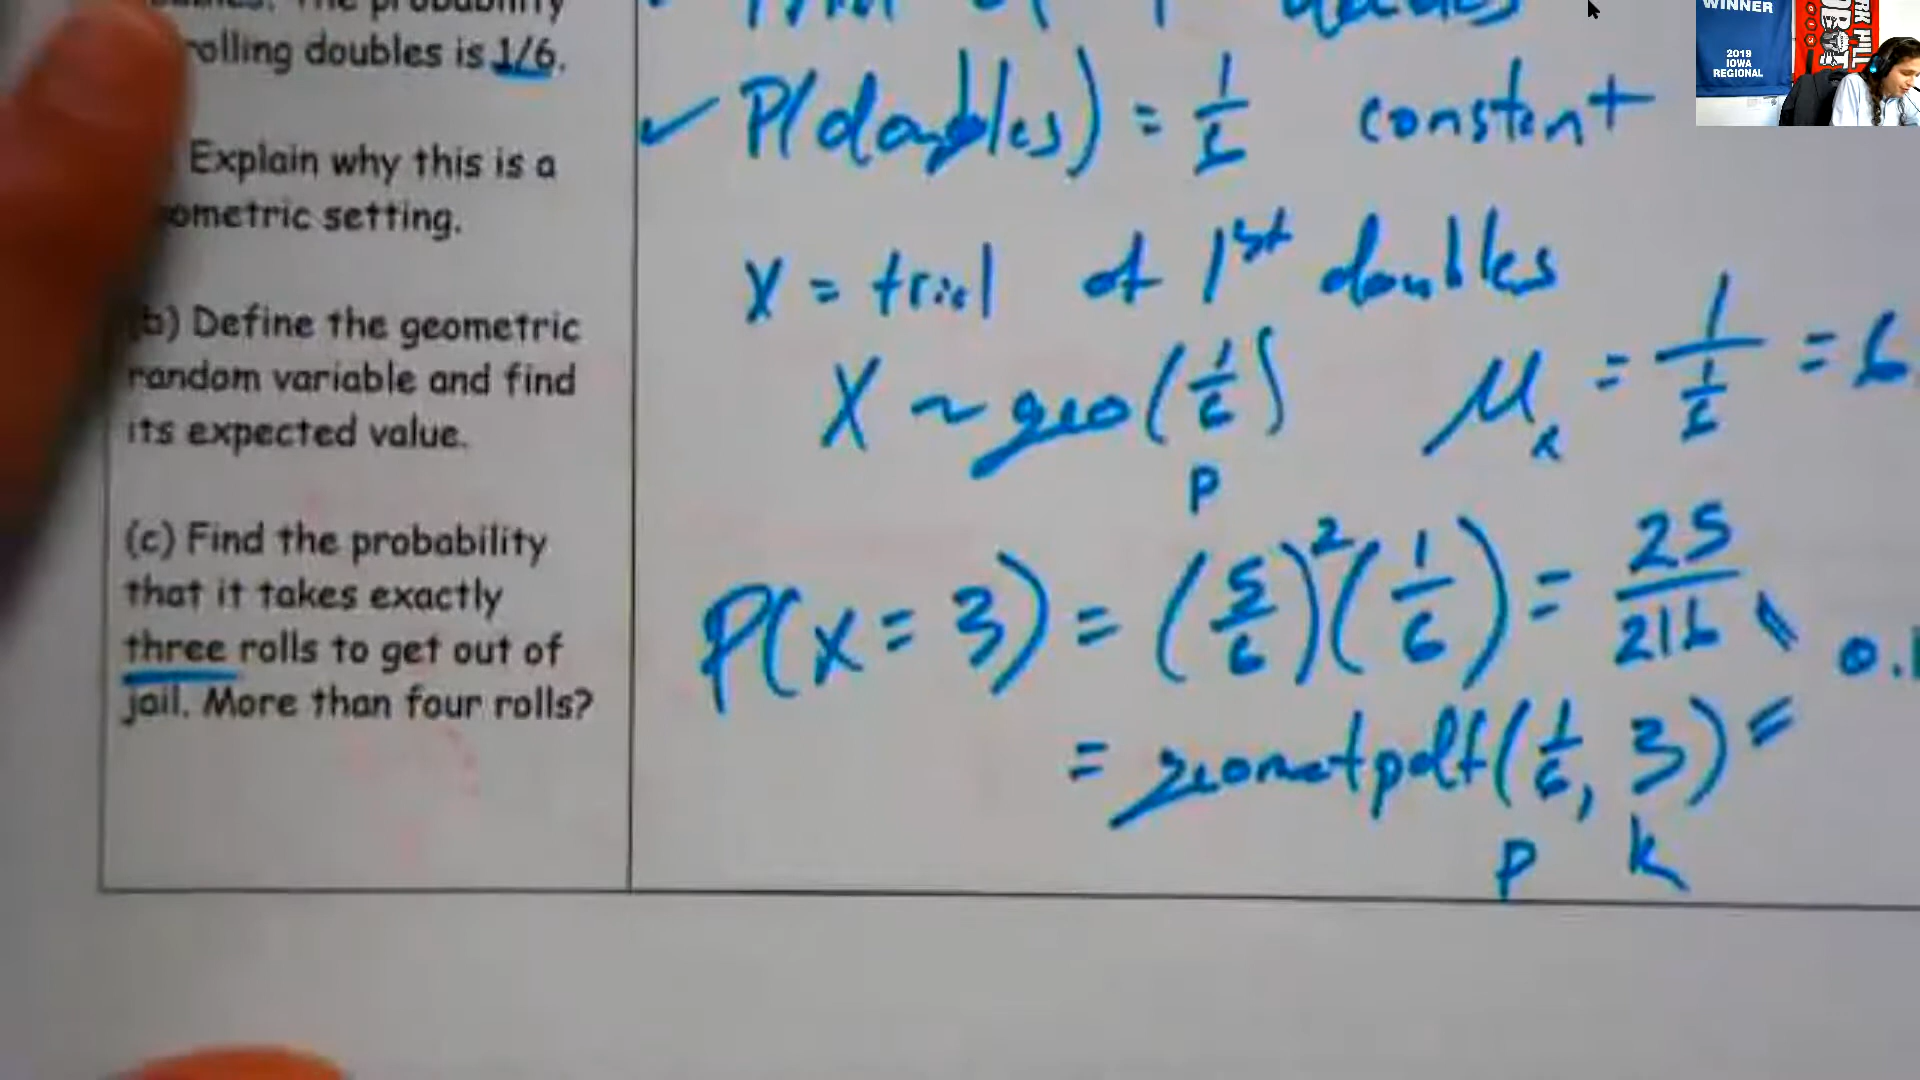 rolling doubles is 1/6.
Explain why this is a
ometric setting.
(b) Define the geometric
random variable and find
its expected value.
(c) Find the probability
that it takes exactly
three rolls to get out of
jail. More than four rolls?
✓ P(doubles) = 1/6 constant
X = trial of 1st doubles
X ~ geo(1/6) μx = 1/(1/6) = 6
p
P(X = 3) = (5/6)²(1/6) = 25/216
= geometpdf(1/6, 3) =
p k
WINNER
2019
IOWA
REGIONAL